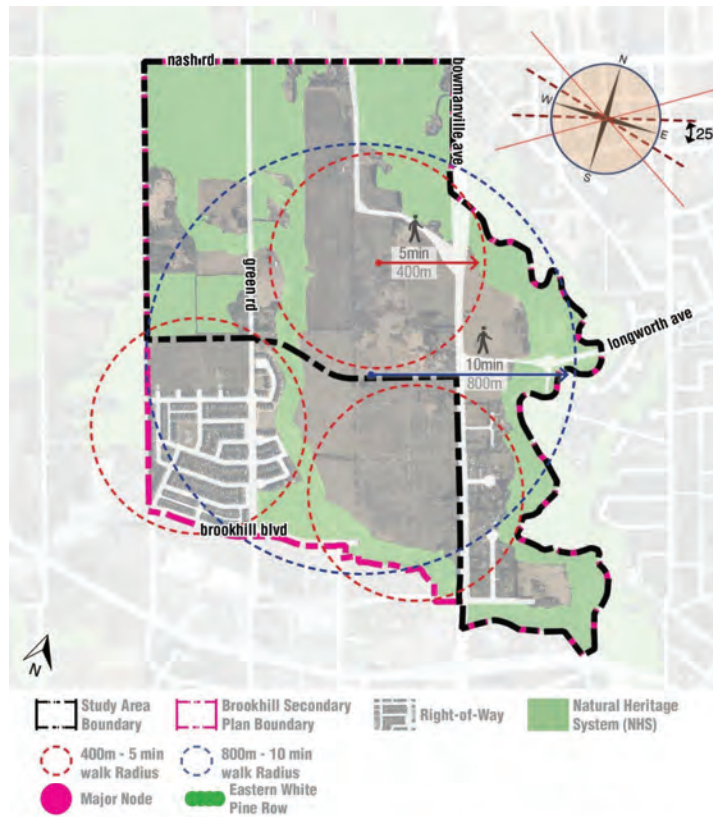 nash rd
bowmanville ave
N
W
E
S
25
5min
400m
green rd
longworth ave
10min
800m
brookhill blvd
N
Study Area
Boundary
Brookhill Secondary
Plan Boundary
Right-of-Way
Natural Heritage
System (NHS)
400m - 5 min
walk Radius
800m - 10 min
walk Radius
Major Node
Eastern White
Pine Row